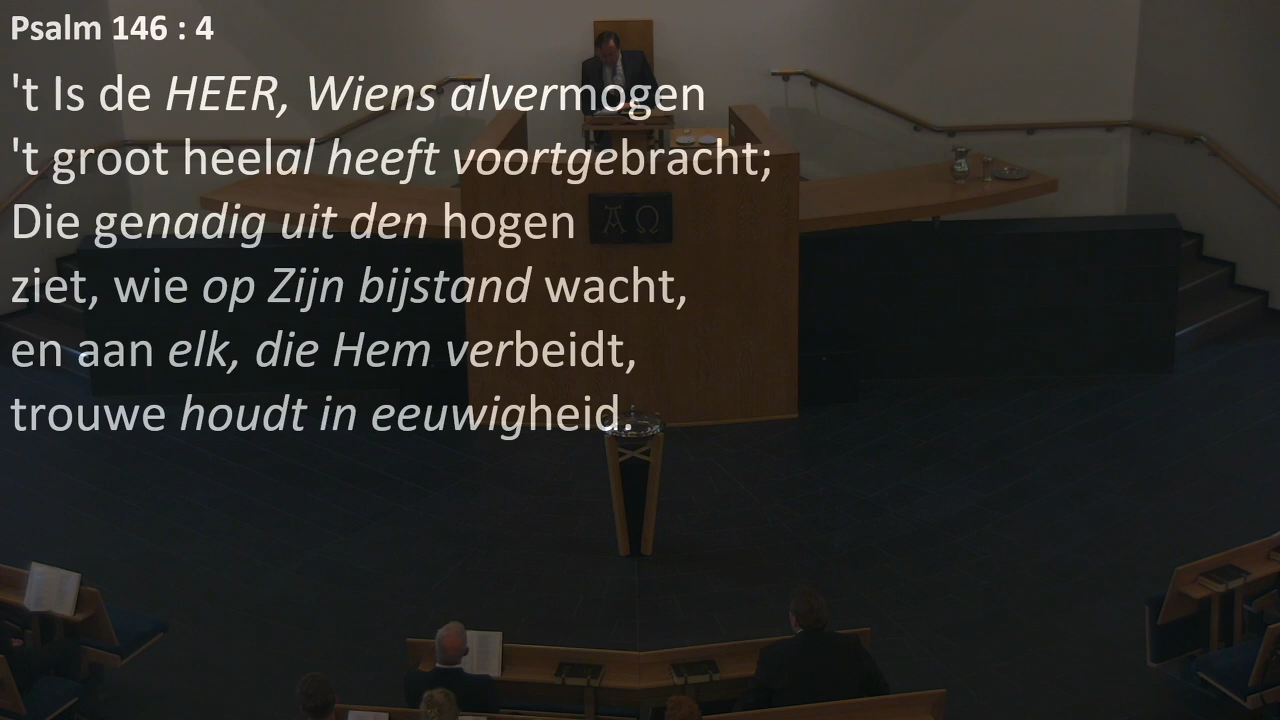 Psalm 146 : 4
't Is de HEER, Wiens alvermogen
't groot heelal heeft voortgebracht;
Die genadig uit den hogen
ziet, wie op Zijn bijstand wacht,
en aan elk, die Hem verbeidt,
trouwe houdt in eeuwigheid.
Α Ω